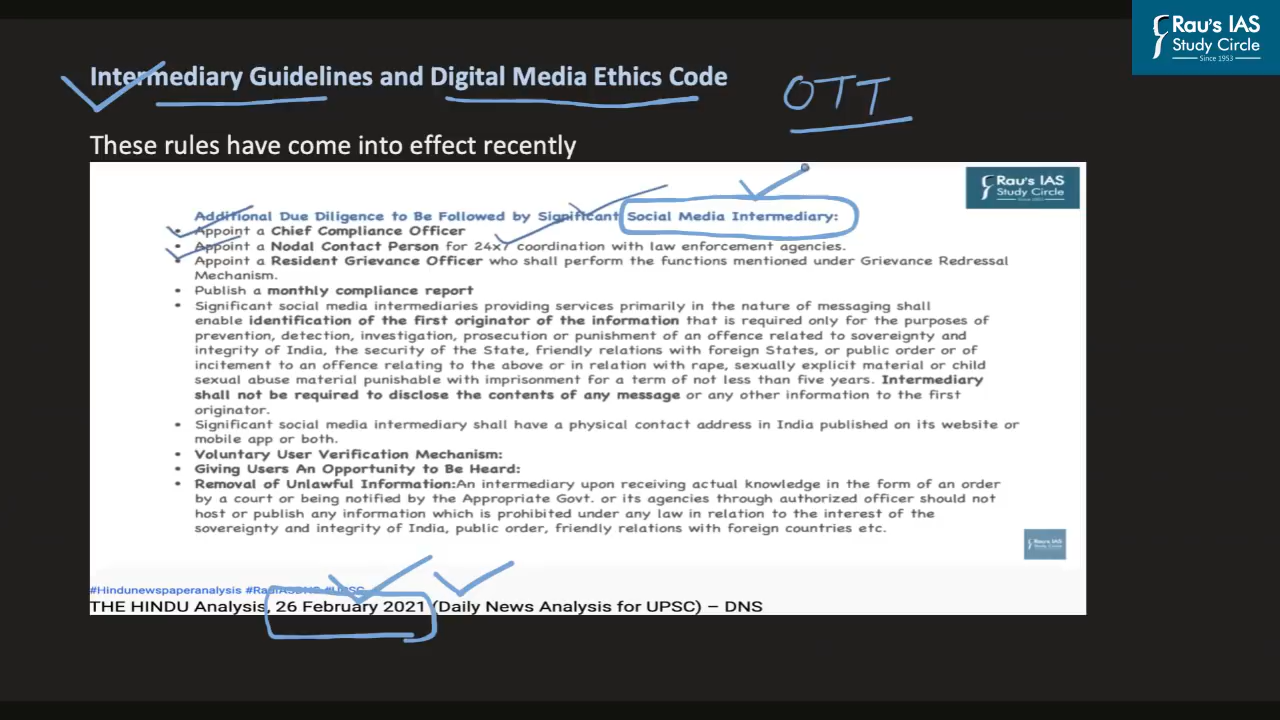 Rau's IAS
Study Circle
Since 1953
Intermediary Guidelines and Digital Media Ethics Code
OTT
These rules have come into effect recently
Rau's IAS
Study Circle
Additional Due Diligence to Be Followed by Significant Social Media Intermediary:
• Appoint a Chief Compliance Officer
• Appoint a Nodal Contact Person for 24x7 coordination with law enforcement agencies.
• Appoint a Resident Grievance Officer who shall perform the functions mentioned under Grievance Redressal
Mechanism.
• Publish a monthly compliance report
• Significant social media intermediaries providing services primarily in the nature of messaging shall
enable identification of the first originator of the information that is required only for the purposes of
prevention, detection, investigation, prosecution or punishment of an offence related to sovereignty and
integrity of India, the security of the State, friendly relations with foreign States, or public order or of
incitement to an offence relating to the above or in relation with rape, sexually explicit material or child
sexual abuse material punishable with imprisonment for a term of not less than five years. Intermediary
shall not be required to disclose the contents of any message or any other information to the first
originator.
• Significant social media intermediary shall have a physical contact address in India published on its website or
mobile app or both.
• Voluntary User Verification Mechanism:
• Giving Users An Opportunity to Be Heard:
• Removal of Unlawful Information:An intermediary upon receiving actual knowledge in the form of an order
by a court or being notified by the Appropriate Govt. or its agencies through authorized officer should not
host or publish any information which is prohibited under any law in relation to the interest of the
sovereignty and integrity of India, public order, friendly relations with foreign countries etc.
Rau's IAS
Study Circle
#Hindunewspaperanalysis #RauIASDNS #UPSC
THE HINDU Analysis, 26 February 2021 (Daily News Analysis for UPSC) – DNS